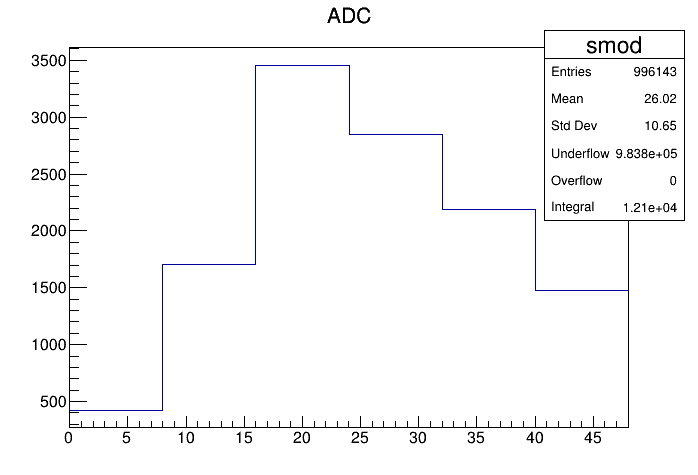 ADC
smod
Entries 996143
Mean 26.02
Std Dev 10.65
Underflow 9.838e+05
Overflow 0
Integral 1.21e+04
3500
3000
2500
2000
1500
1000
500
0 5 10 15 20 25 30 35 40 45